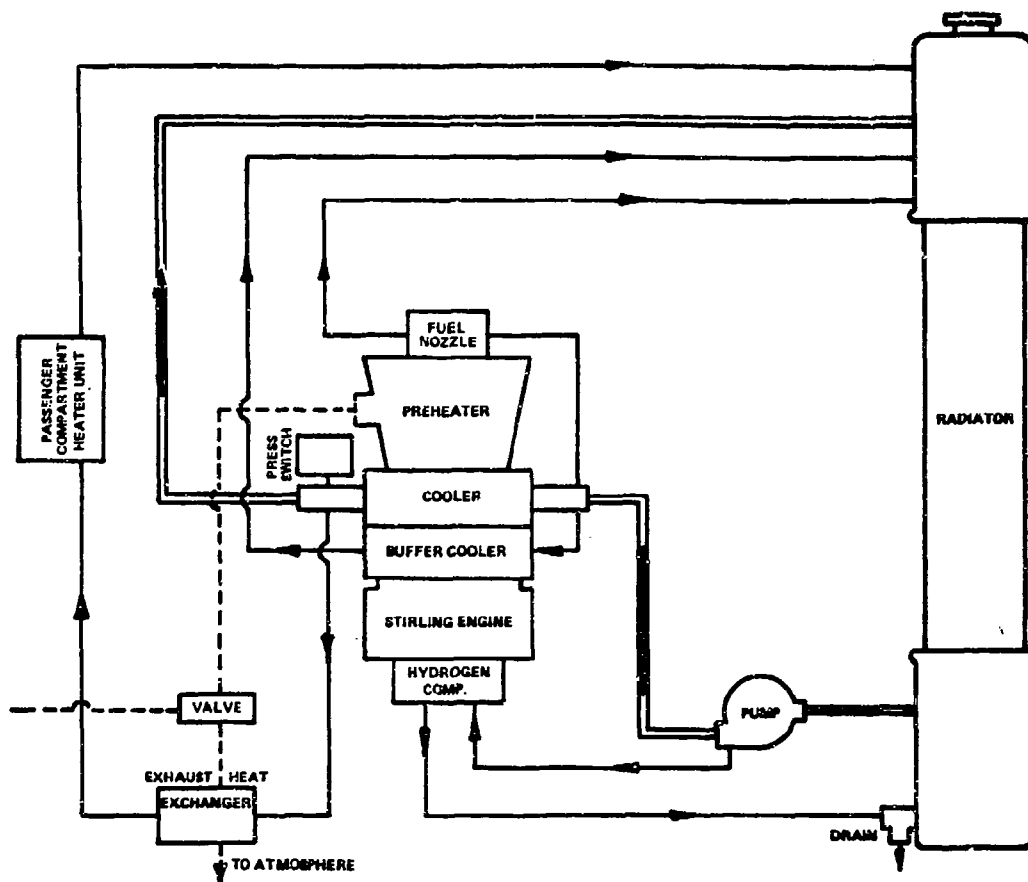 FUEL
NOZZLE
PREHEATER
PASSENGER
COMPARTMENT
HEATER UNIT
PRESS
SWITCH
COOLER
BUFFER COOLER
STIRLING ENGINE
HYDROGEN
COMP.
RADIATOR
VALVE
PUMP
EXHAUST HEAT
EXCHANGER
DRAIN
TO ATMOSPHERE